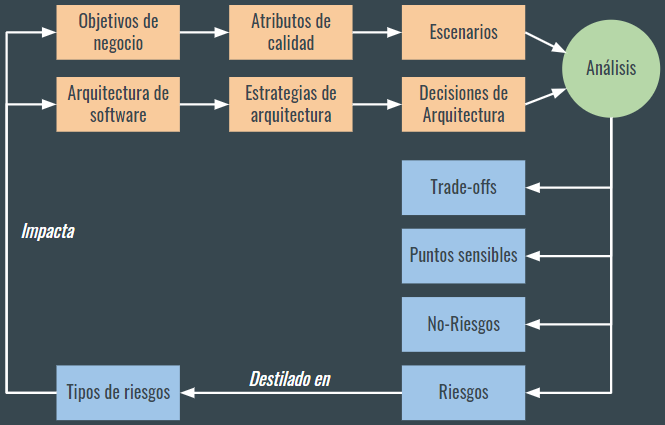 Objetivos de
negocio
Atributos de
calidad
Escenarios
Análisis
Arquitectura de
software
Estrategias de
arquitectura
Decisiones de
Arquitectura
Trade-offs
Impacta
Puntos sensibles
No-Riesgos
Destilado en
Tipos de riesgos
Riesgos